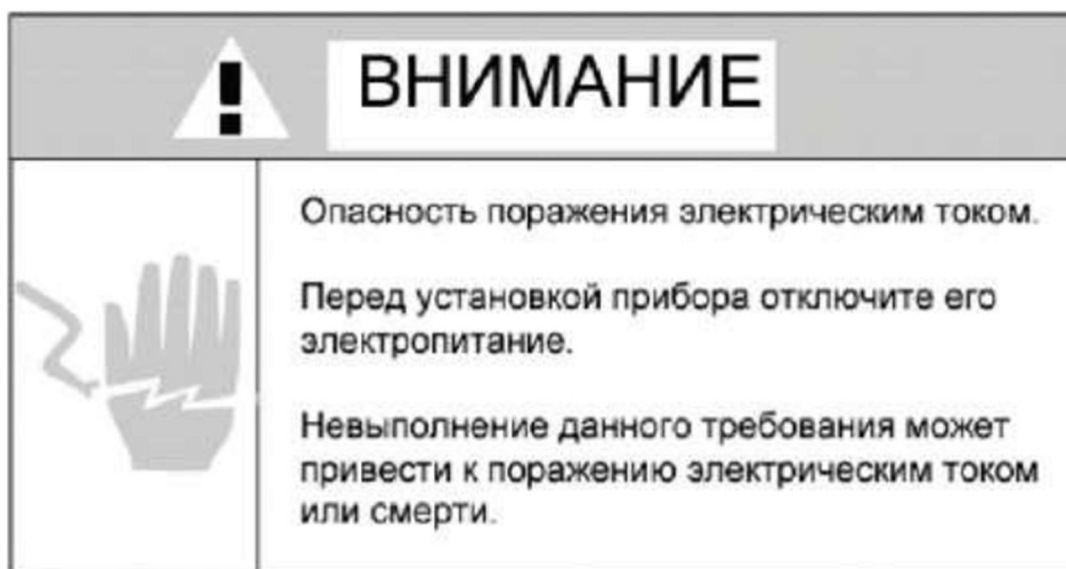 ВНИМАНИЕ
Опасность поражения электрическим током.
Перед установкой прибора отключите его
электропитание.
Невыполнение данного требования может
привести к поражению электрическим током
или смерти.